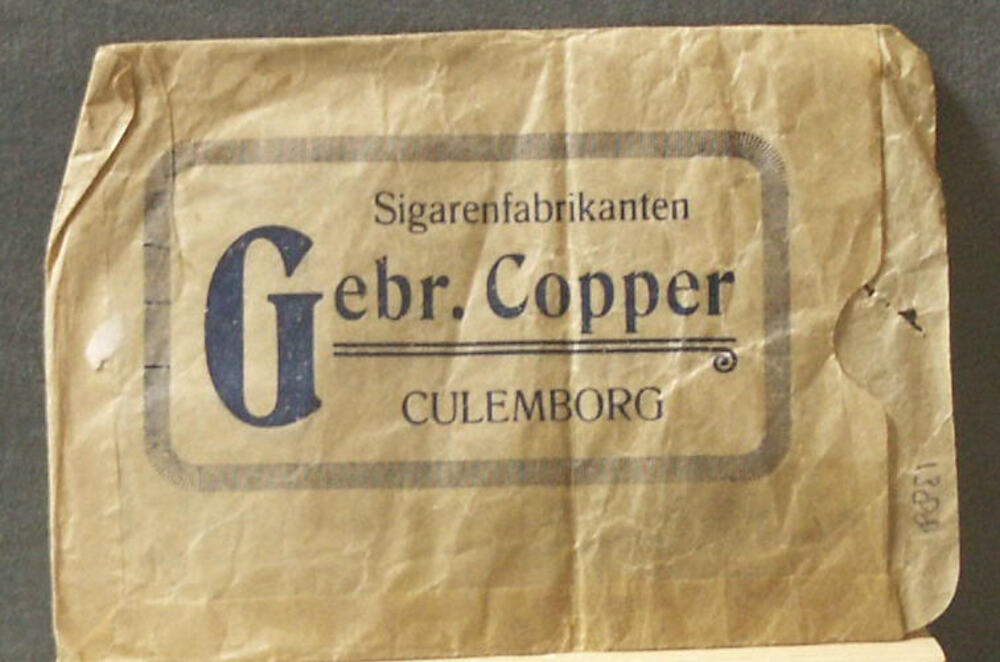 Sigarenfabrikanten
Gebr. Copper
CULEMBORG